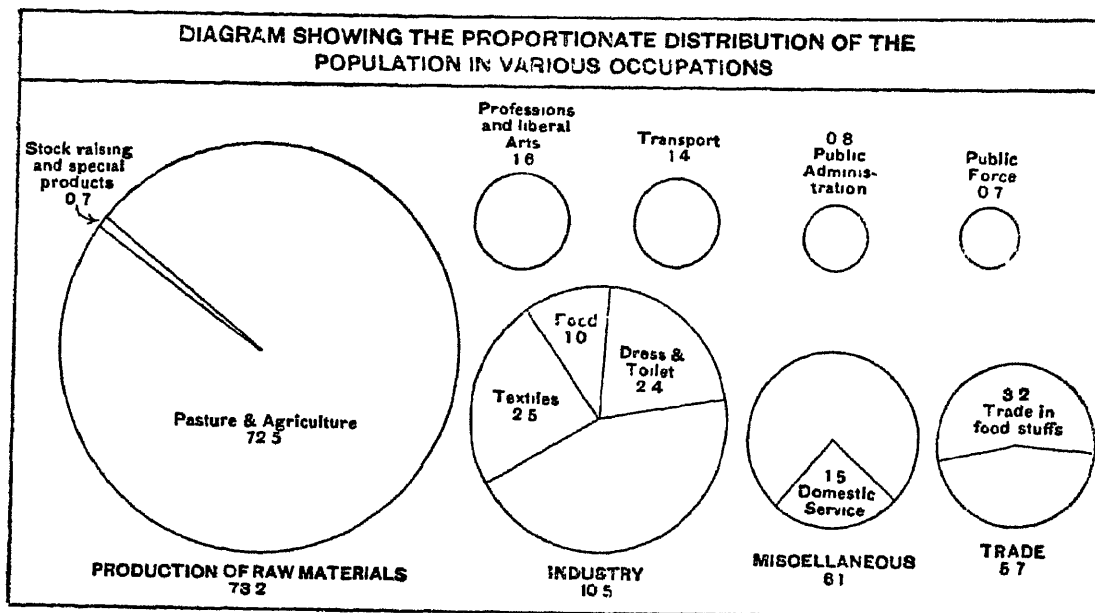 DIAGRAM SHOWING THE PROPORTIONATE DISTRIBUTION OF THE
POPULATION IN VARIOUS OCCUPATIONS
Stock raising
and special
products
0 7
Professions
and liberal
Arts
1 6
Transport
1 4
0 8
Public
Adminis-
tration
Public
Force
0 7
Pasture & Agriculture
72 5
PRODUCTION OF RAW MATERIALS
73 2
Food
1 0
Dress &
Toilet
2 4
Textiles
2 5
INDUSTRY
10 5
1 5
Domestic
Service
MISCELLANEOUS
6 1
3 2
Trade in
food stuffs
TRADE
5 7